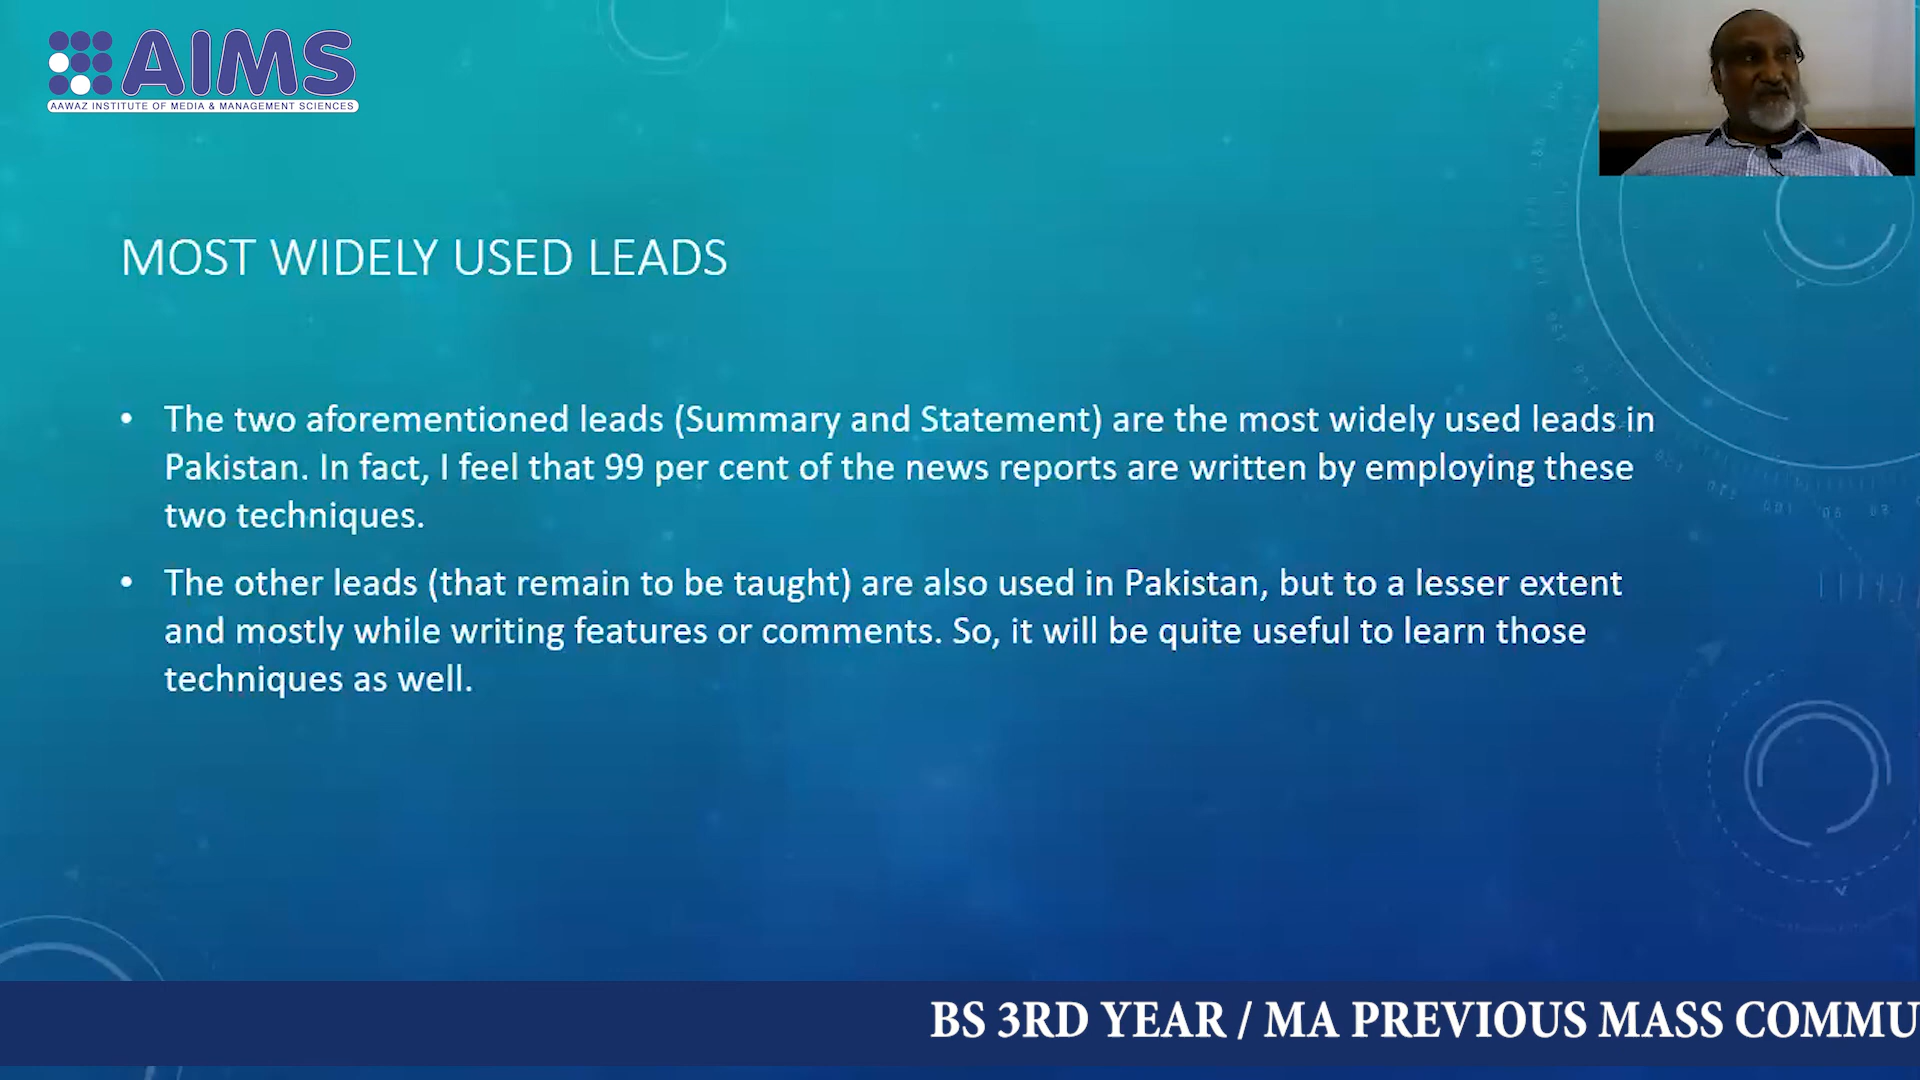 AIMS
AAWAZ INSTITUTE OF MEDIA & MANAGEMENT SCIENCES
MOST WIDELY USED LEADS
• The two aforementioned leads (Summary and Statement) are the most widely used leads in
Pakistan. In fact, I feel that 99 per cent of the news reports are written by employing these
two techniques.
• The other leads (that remain to be taught) are also used in Pakistan, but to a lesser extent
and mostly while writing features or comments. So, it will be quite useful to learn those
techniques as well.
BS 3RD YEAR / MA PREVIOUS MASS COMMU